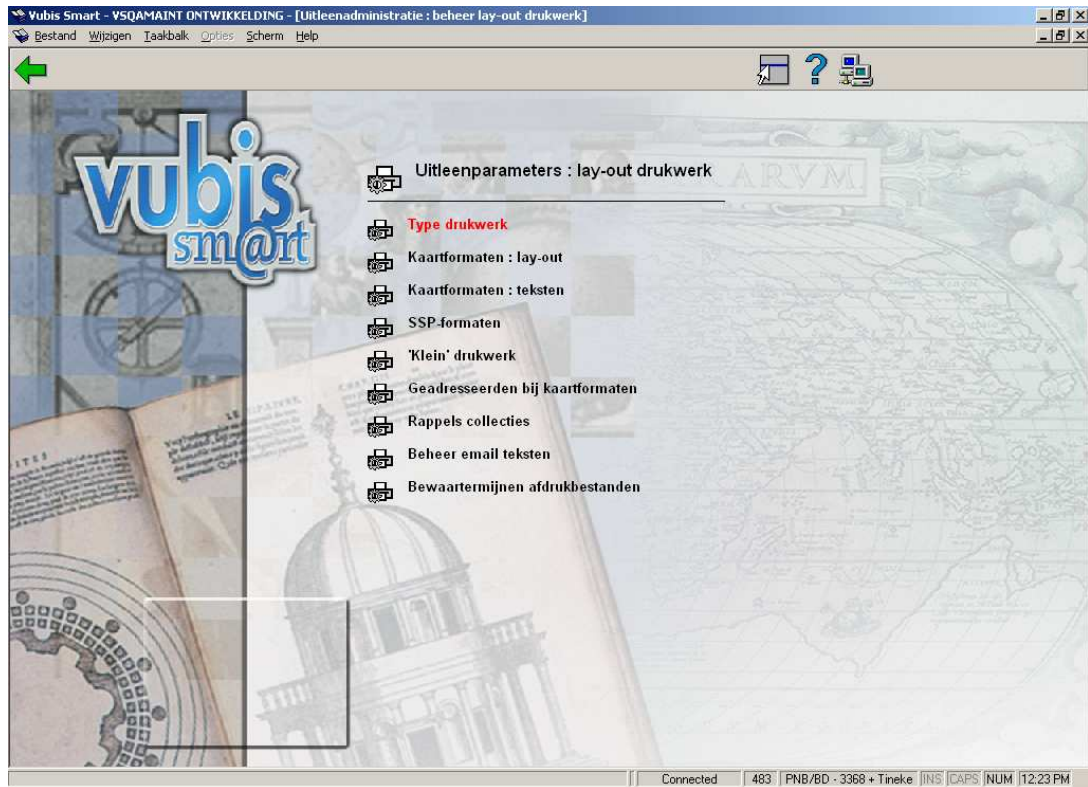 Vubis Smart - VSQAMAINT ONTWIKKELDING - [Uitleenadministratie : beheer lay-out drukwerk]
Bestand Wijzigen Taakbalk Opties Scherm Help
ARVM
vubis
sm@rt
Uitleenparameters : lay-out drukwerk
Type drukwerk
Kaartformaten : lay-out
Kaartformaten : teksten
SSP-formaten
'Klein' drukwerk
Geadresseerden bij kaartformaten
Rappels collecties
Beheer email teksten
Bewaartermijnen afdrukbestanden
Connected 483 PNB/BD - 3368 + Tineke INS CAPS NUM 12:23 PM